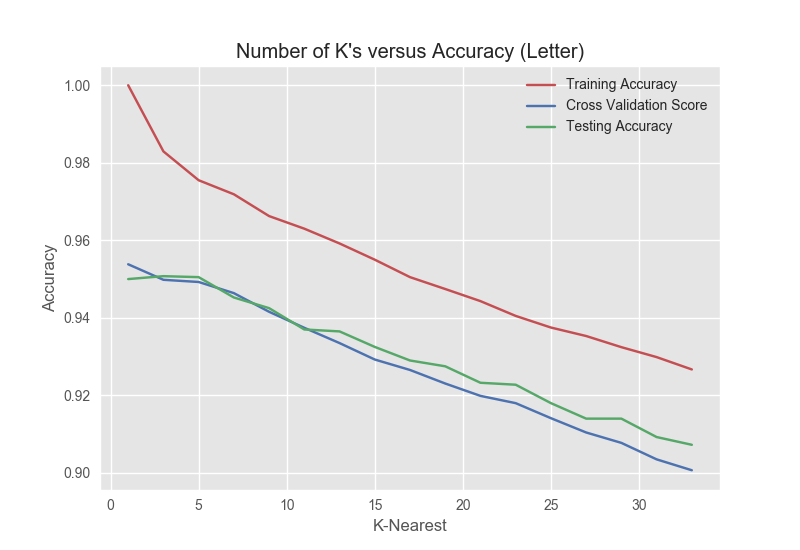 Number of K's versus Accuracy (Letter)
Training Accuracy
Cross Validation Score
Testing Accuracy
1.00
0.98
0.96
0.94
0.92
0.90
Accuracy
0 5 10 15 20 25 30
K-Nearest